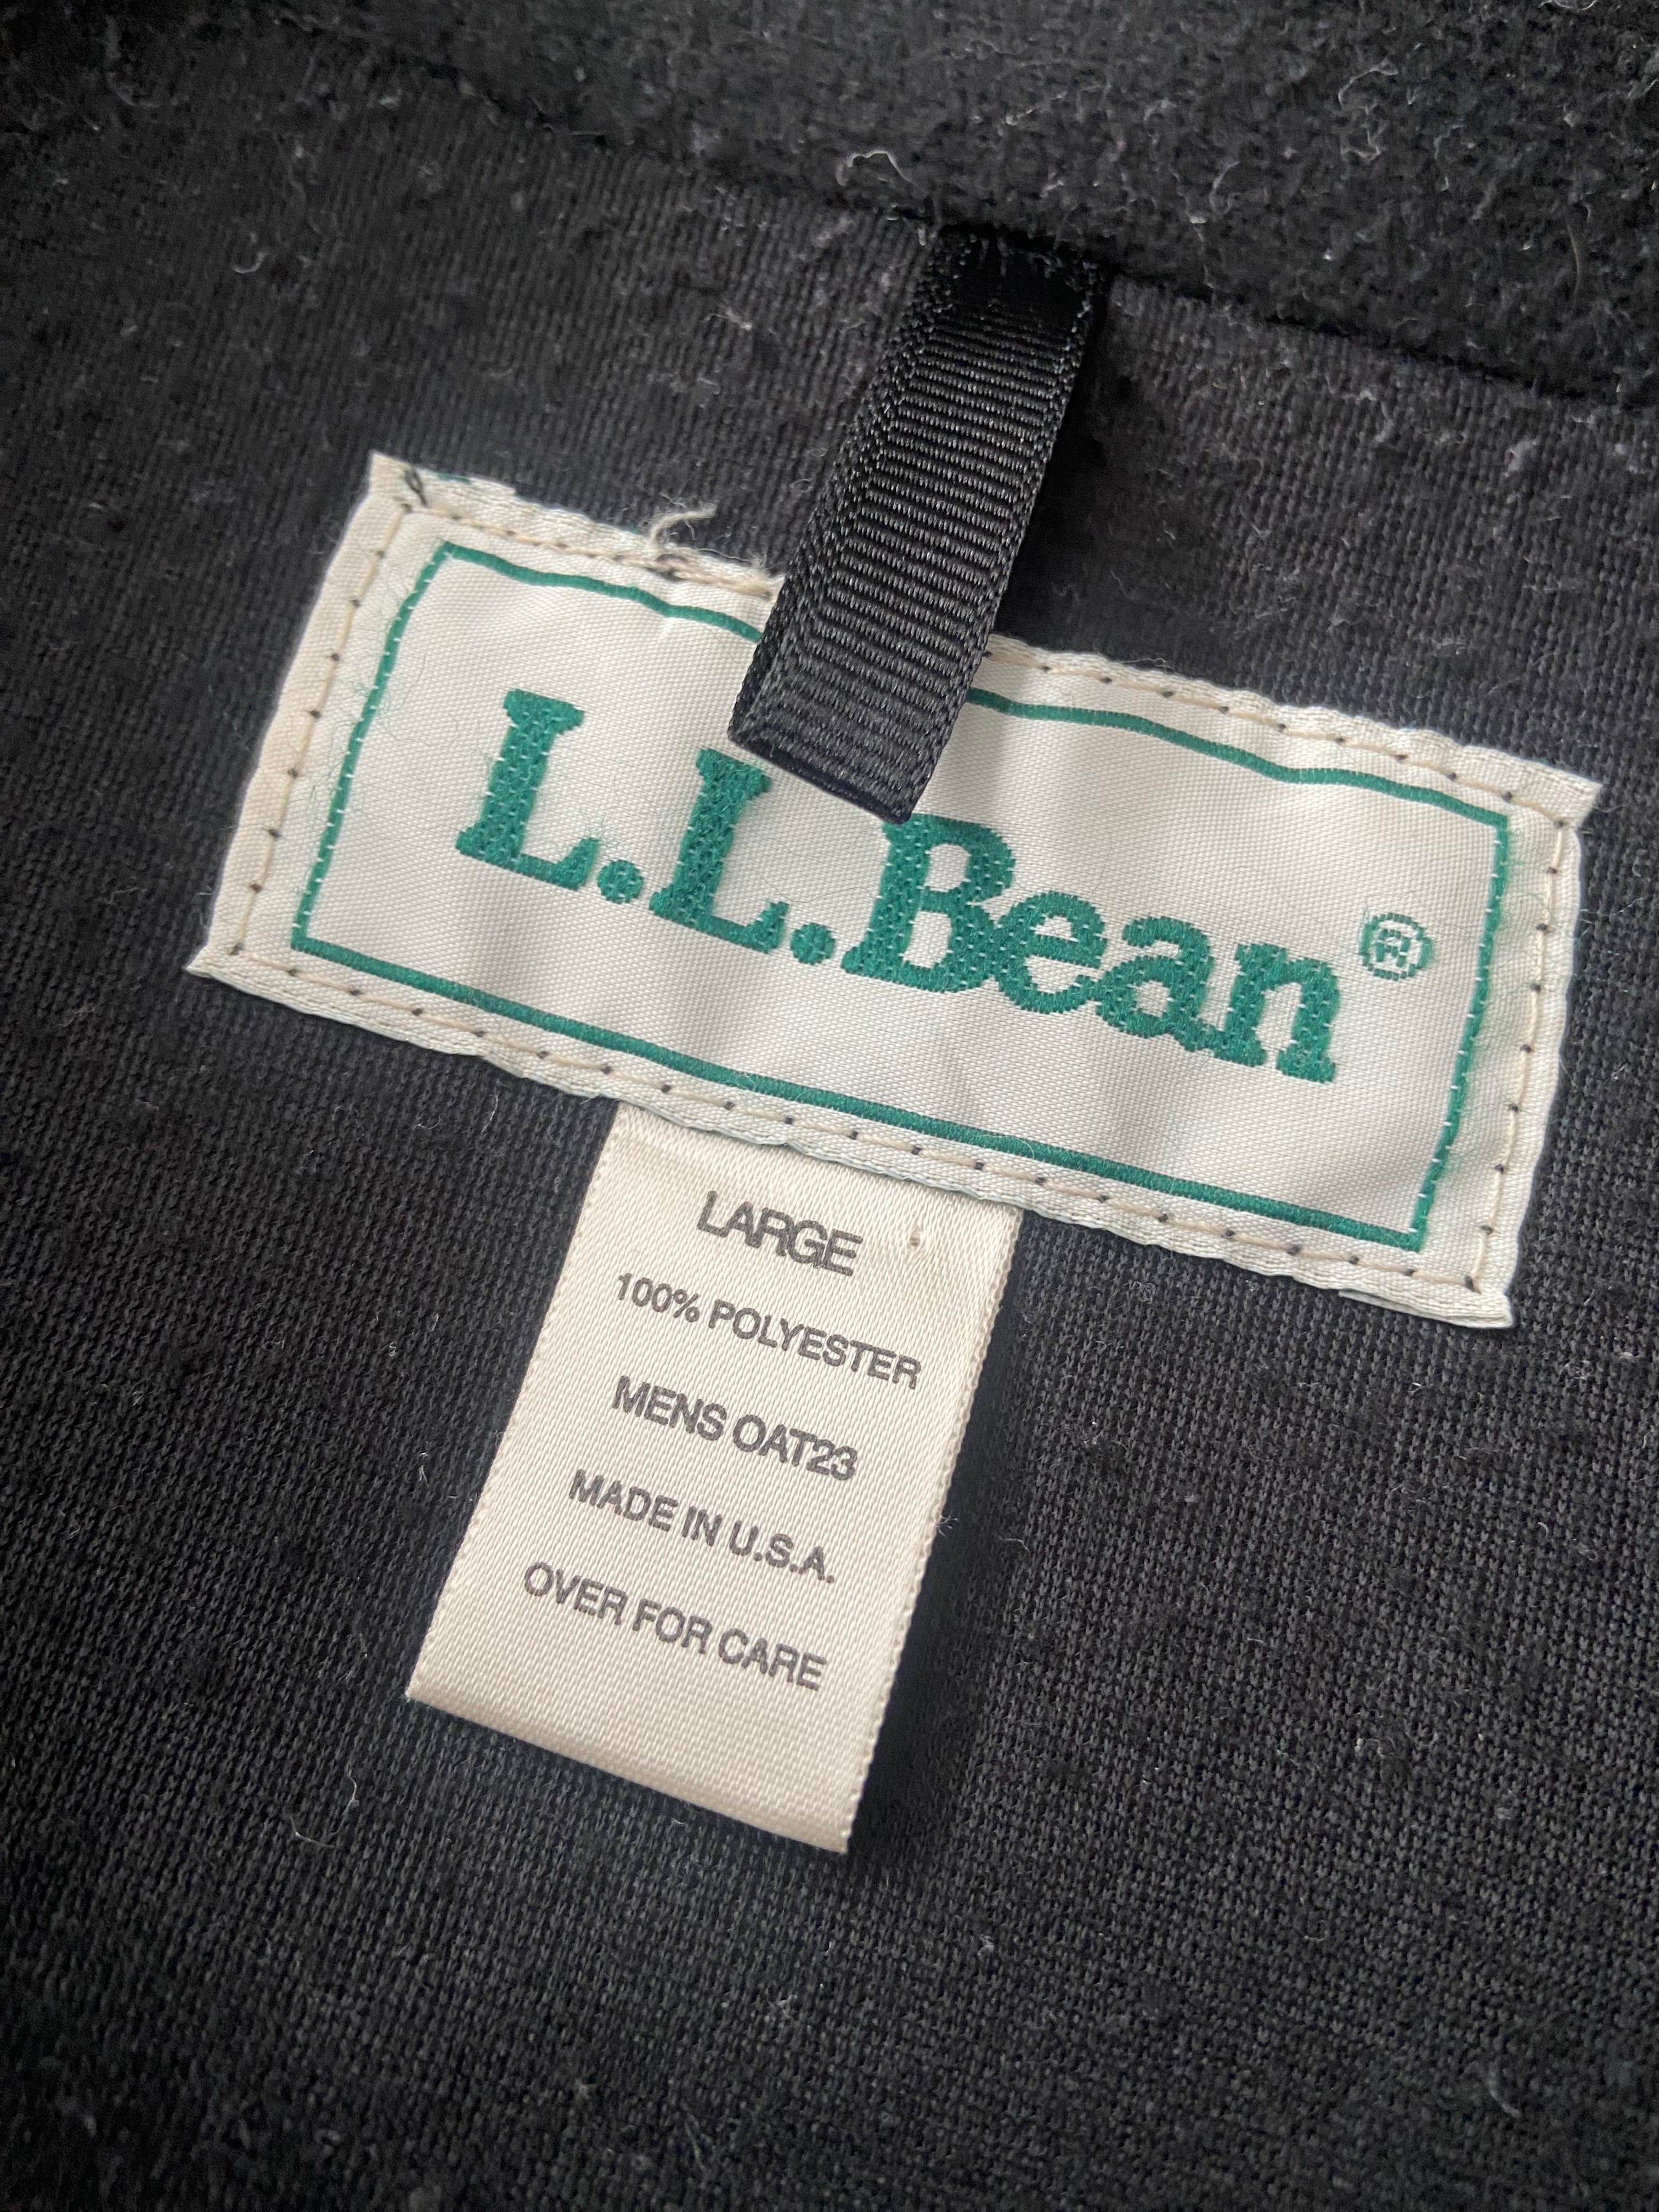 L.L.Bean®
LARGE
100% POLYESTER
MENS OAT23
MADE IN U.S.A.
OVER FOR CARE